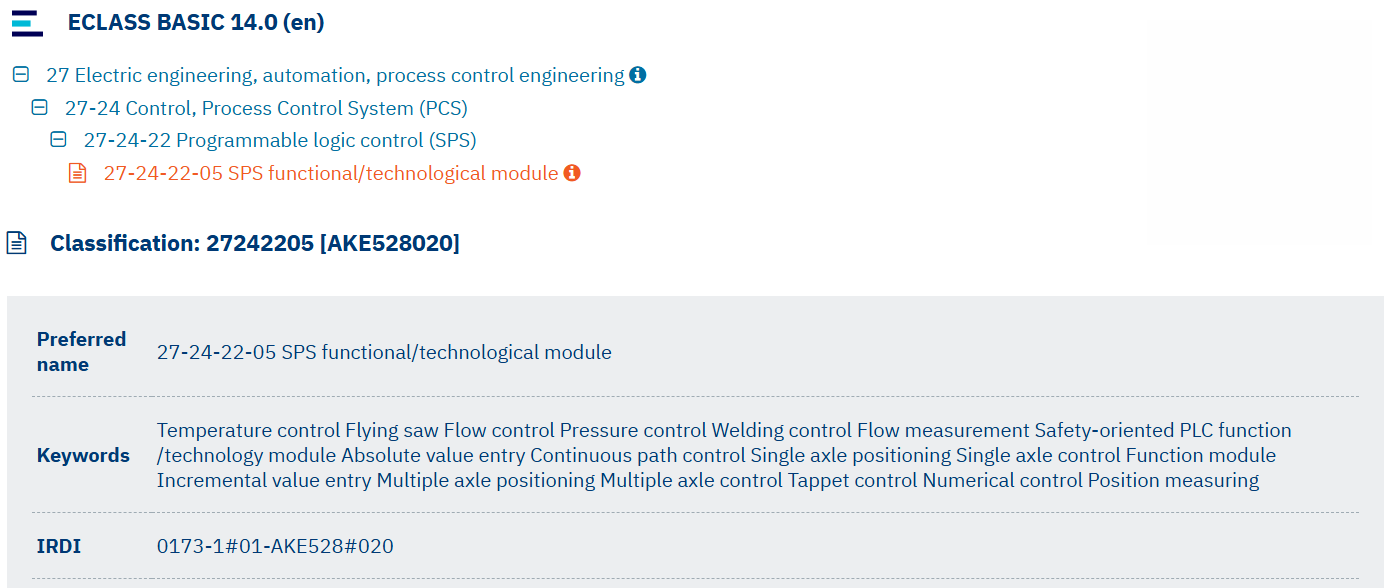 ECLASS BASIC 14.0 (en)
27 Electric engineering, automation, process control engineering
27-24 Control, Process Control System (PCS)
27-24-22 Programmable logic control (SPS)
27-24-22-05 SPS functional/technological module
Classification: 27242205 [AKE528020]
Preferred name
27-24-22-05 SPS functional/technological module
Keywords
Temperature control Flying saw Flow control Pressure control Welding control Flow measurement Safety-oriented PLC function
/technology module Absolute value entry Continuous path control Single axle positioning Single axle control Function module
Incremental value entry Multiple axle positioning Multiple axle control Tappet control Numerical control Position measuring
IRDI
0173-1#01-AKE528#020